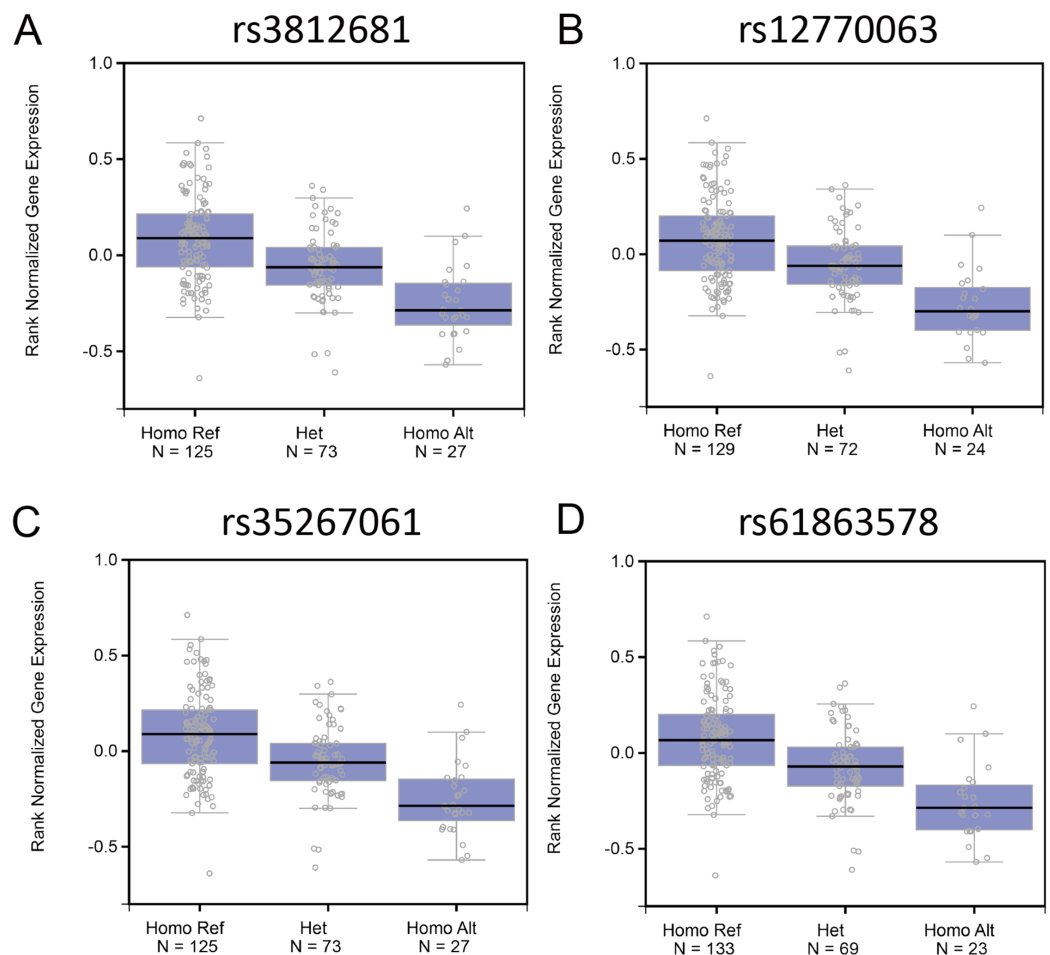 A
rs3812681
Rank Normalized Gene Expression
1.0
0.5
0.0
-0.5
Homo Ref
N = 125
Het
N = 73
Homo Alt
N = 27
B
rs12770063
Rank Normalized Gene Expression
1.0
0.5
0.0
-0.5
Homo Ref
N = 129
Het
N = 72
Homo Alt
N = 24
C
rs35267061
Rank Normalized Gene Expression
1.0
0.5
0.0
-0.5
Homo Ref
N = 125
Het
N = 73
Homo Alt
N = 27
D
rs61863578
Rank Normalized Gene Expression
1.0
0.5
0.0
-0.5
Homo Ref
N = 133
Het
N = 69
Homo Alt
N = 23